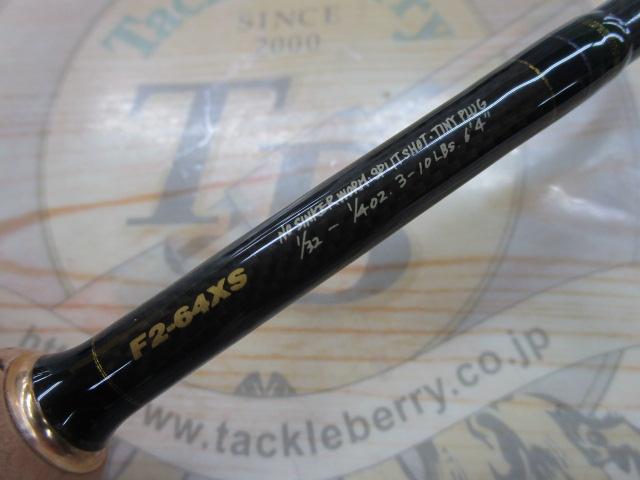 Tackleberry
SINCE
2000
TB
NO SINKER WORM. SPLIT SHOT. TINY PLUG
1/32 - 1/4 OZ. 3-10 LBS. 6'4"
F2-64XS
www.tackleberry.co.jp